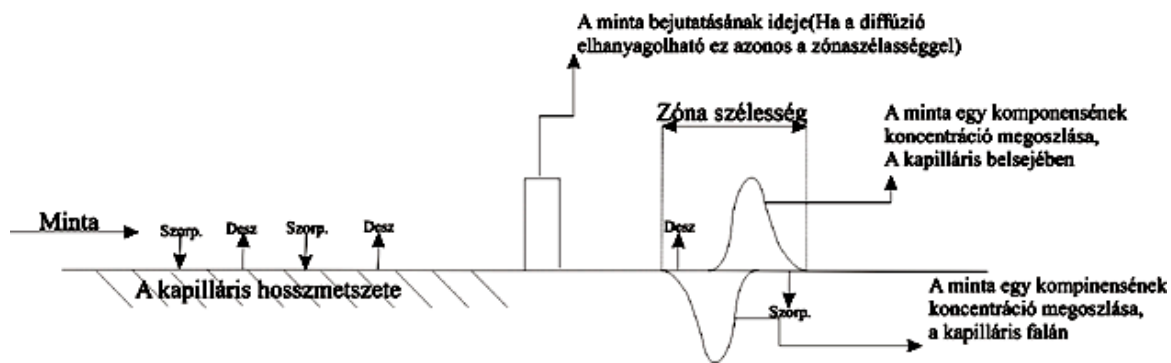 A minta bejutatásának ideje(Ha a diffúzió
elhanyagolható ez azonos a zónaszélasséggel)
Zóna szélesség
A minta egy komponensének
koncentráció megoszlása,
A kapilláris belsejében
Minta
Szorp.
Desz
Szorp.
Desz
Desz
A kapilláris hosszmetszete
Szorp.
A minta egy kompinensének
koncentráció megoszlása,
a kapilláris falán